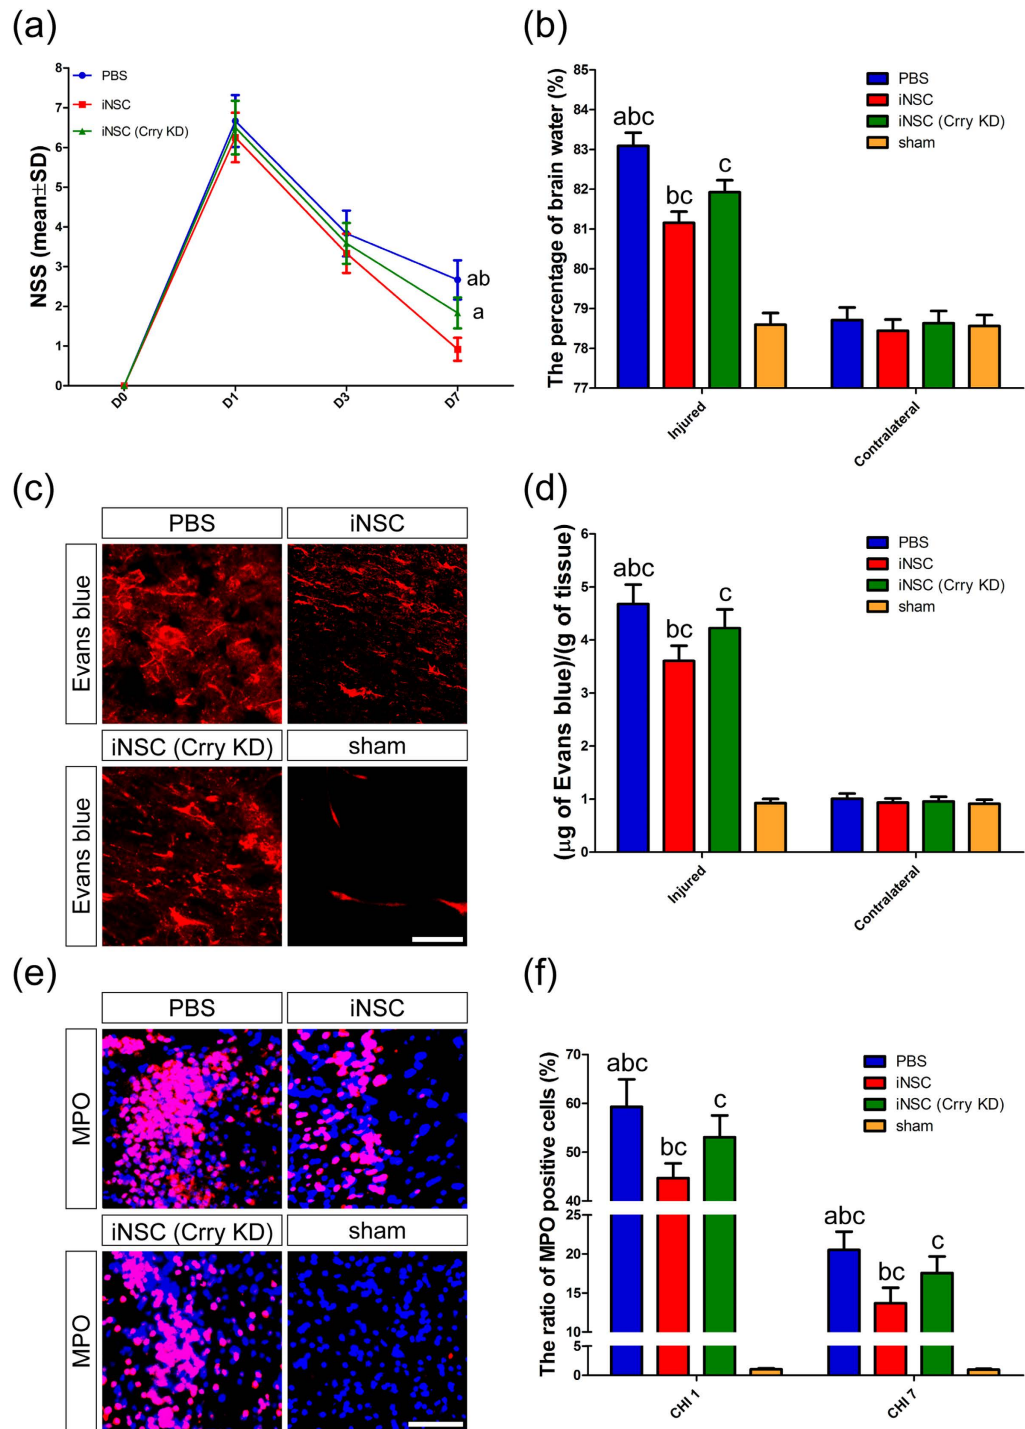 (a)
NSS (mean±SD)
8
7
6
5
4
3
2
1
0
PBS
iNSC
iNSC (Crry KD)
ab
a
D0 D1 D3 D7
(b)
The percentage of brain water (%)
85
84
83
82
81
80
79
78
77
PBS
iNSC
iNSC (Crry KD)
sham
abc
bc
c
Injured Contralateral
(c)
PBS iNSC
Evans blue
iNSC (Crry KD) sham
Evans blue
(d)
(μg of Evans blue)/(g of tissue)
6
5
4
3
2
1
0
PBS
iNSC
iNSC (Crry KD)
sham
abc
bc
c
Injured Contralateral
(e)
PBS iNSC
MPO
iNSC (Crry KD) sham
MPO
(f)
The ratio of MPO positive cells (%)
70
60
50
40
25
20
15
10
5
0
PBS
iNSC
iNSC (Crry KD)
sham
abc
bc
c
abc
bc
c
CHI 1 CHI 7